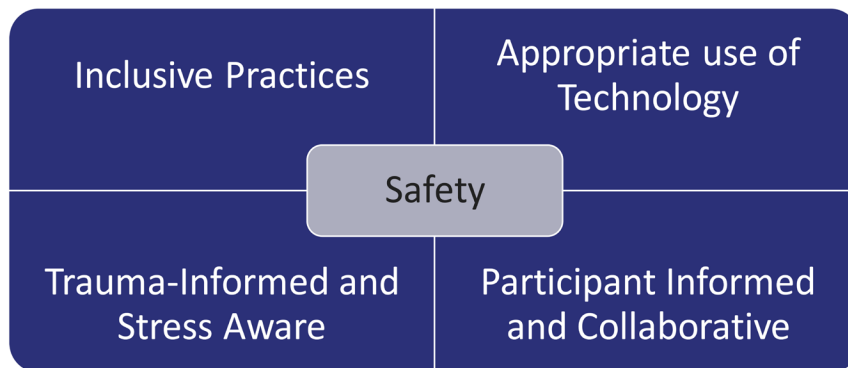 Inclusive Practices
Appropriate use of
Technology
Safety
Trauma-Informed and
Stress Aware
Participant Informed
and Collaborative